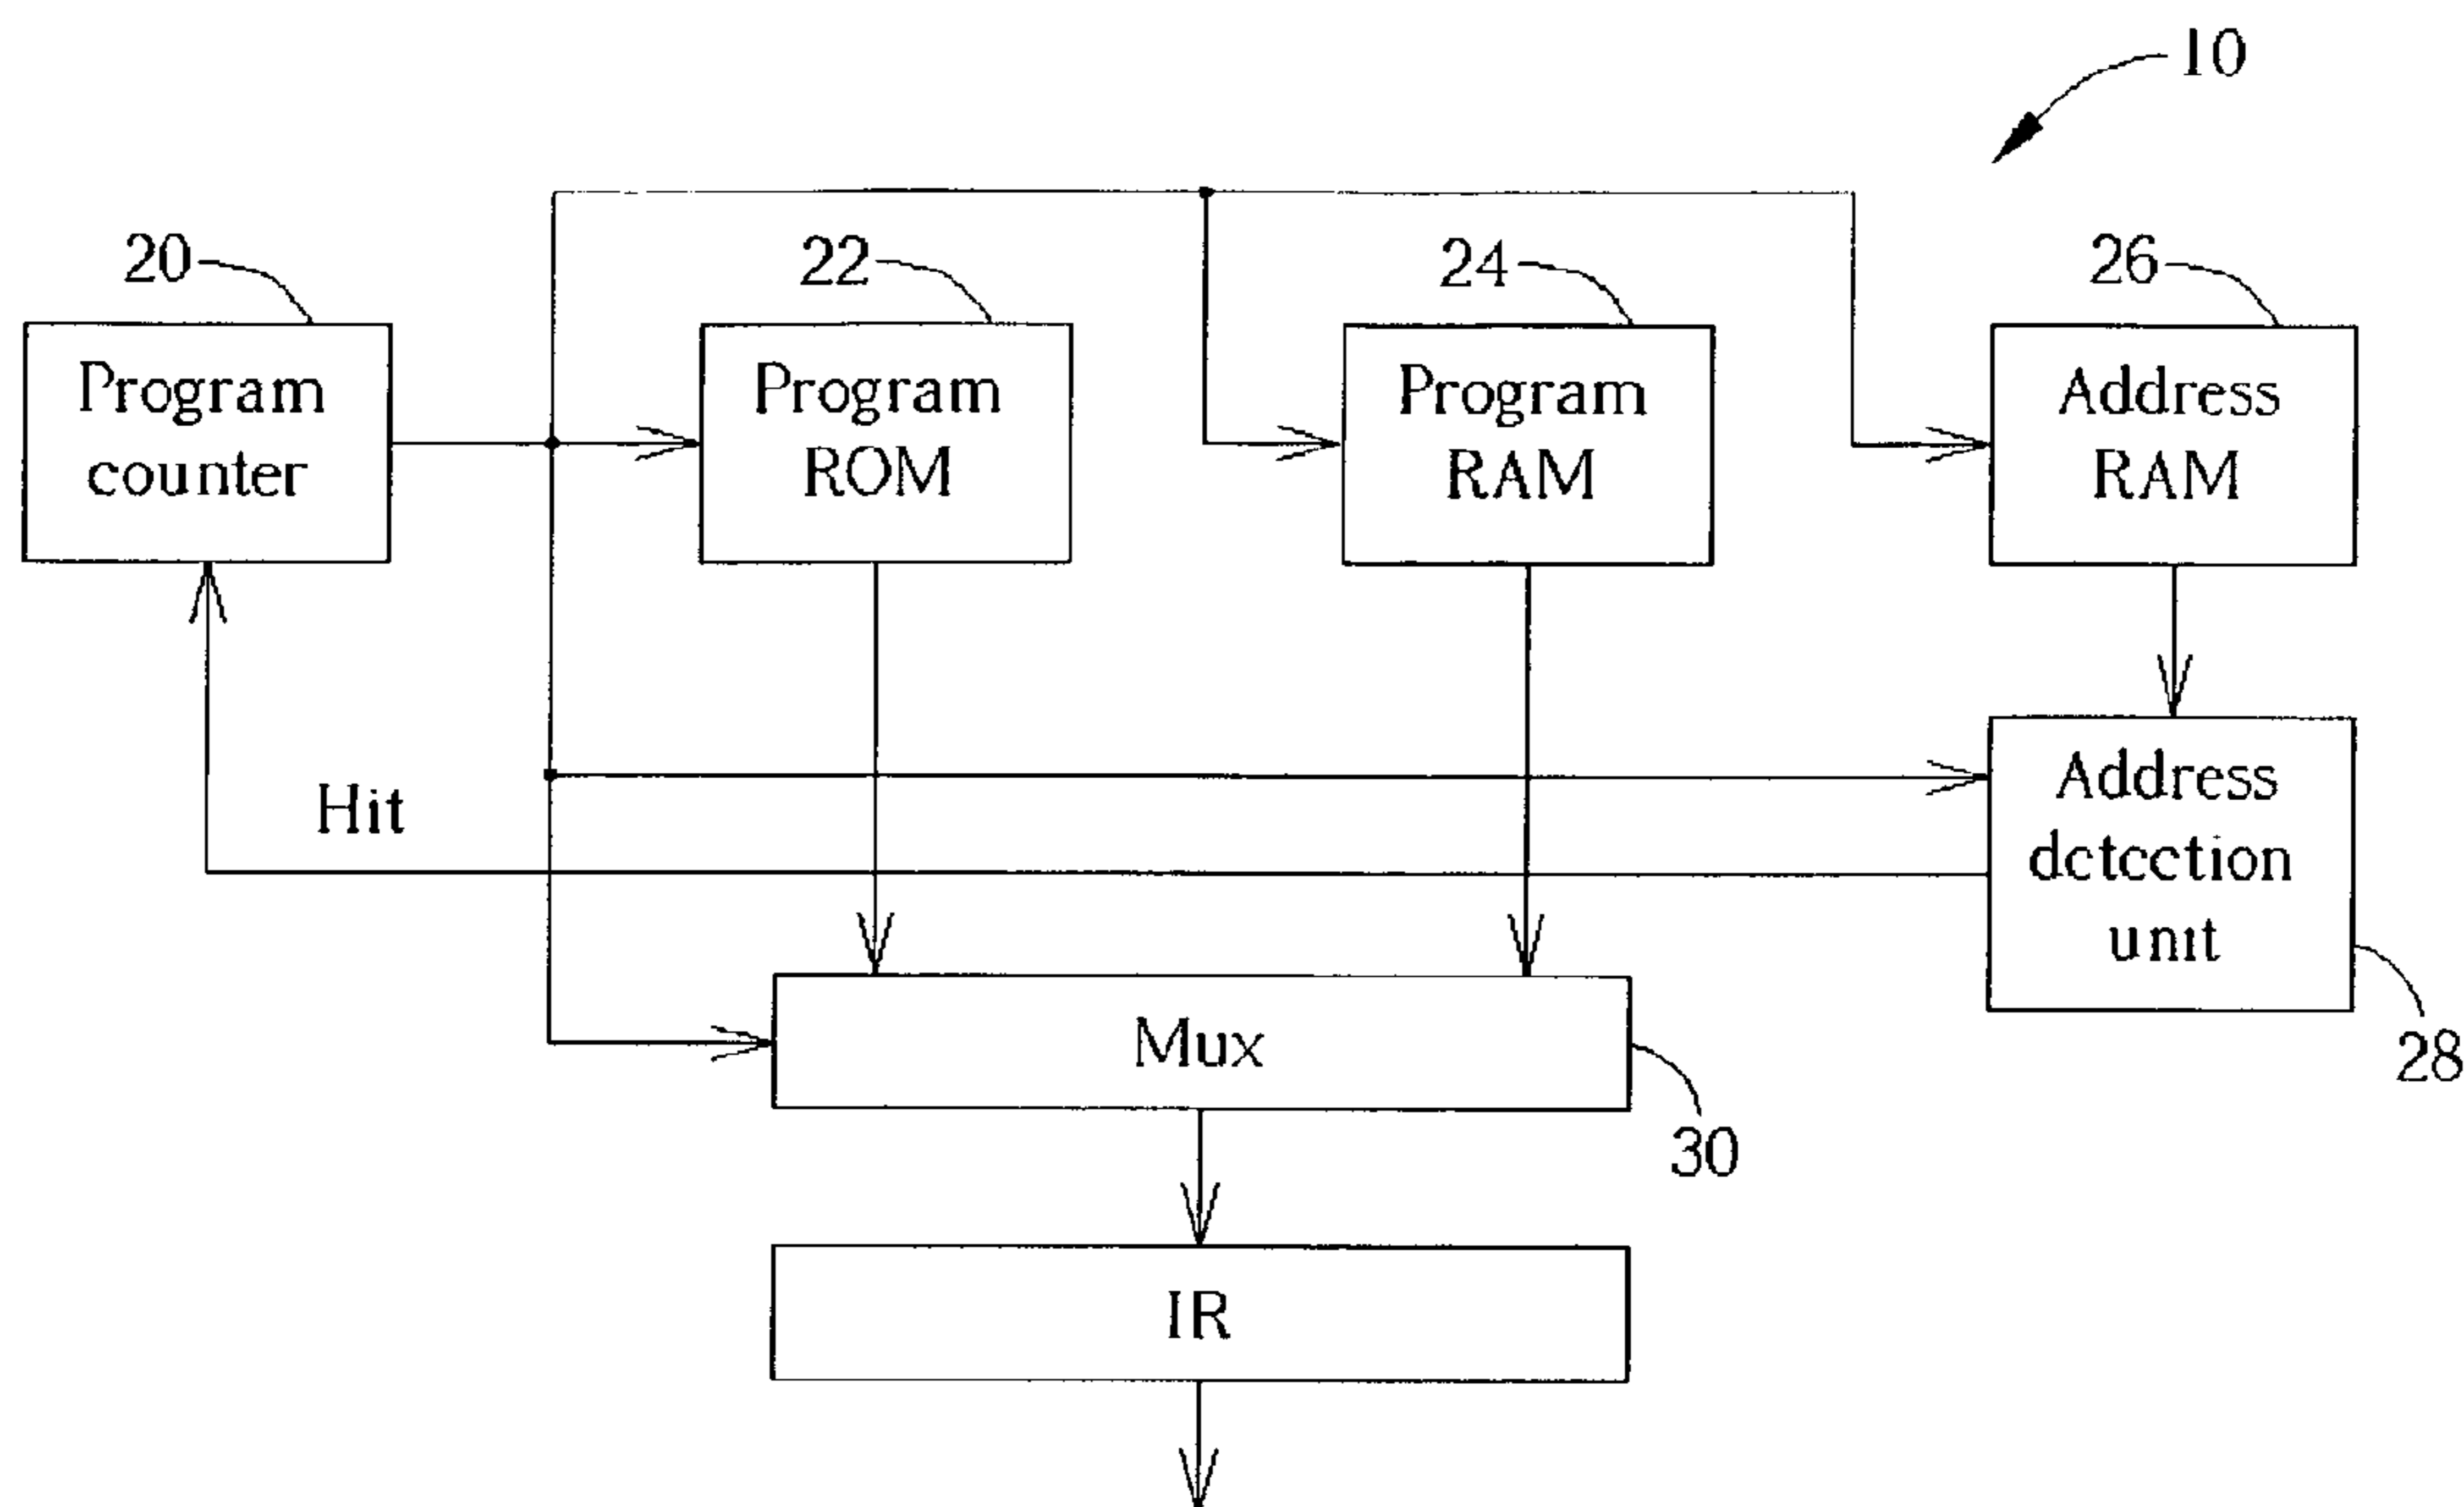 10
20
22
24
26
Program
counter
Program
ROM
Program
RAM
Address
RAM
Hit
Address
detection
unit
28
Mux
30
IR